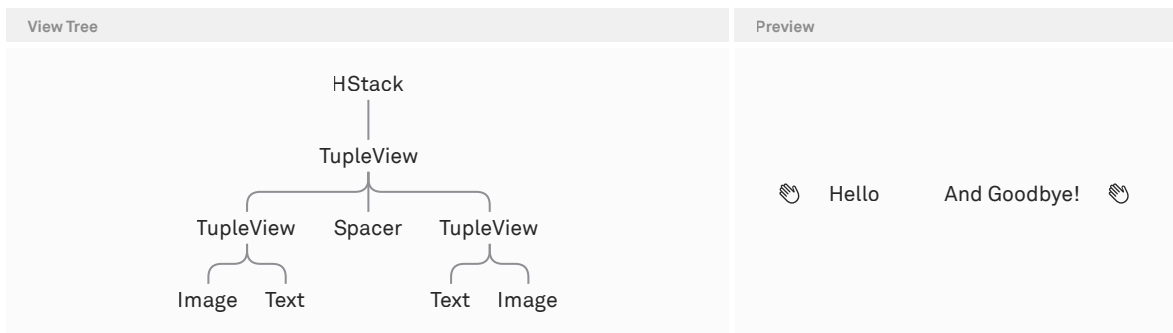 View Tree
Preview
HStack
TupleView
TupleView Spacer TupleView
Image Text Text Image
Hello And Goodbye!